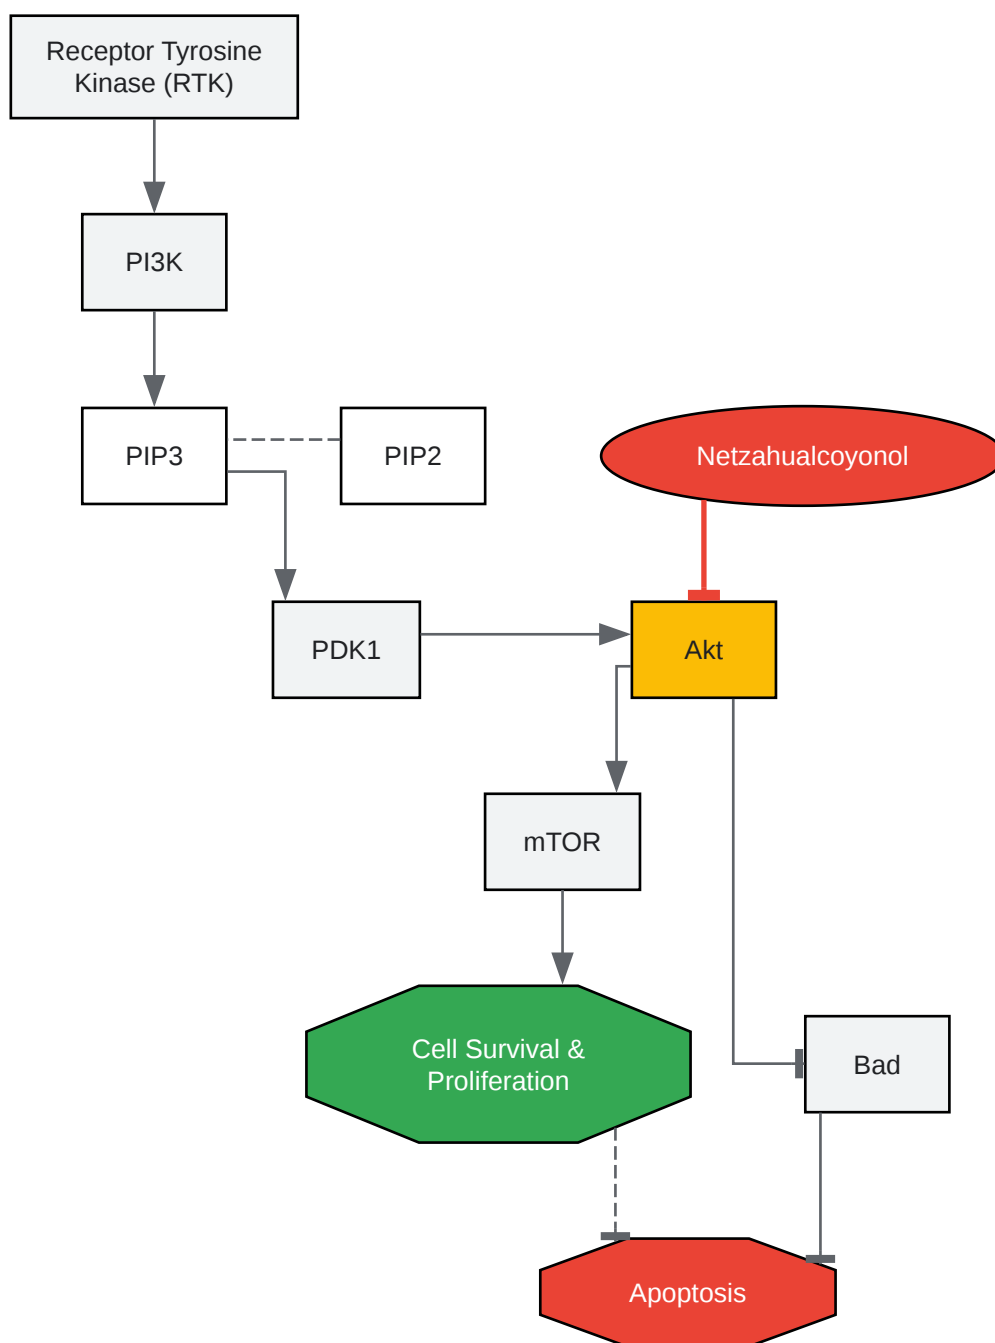 Receptor Tyrosine
Kinase (RTK)
PI3K
PIP3
PIP2
Netzahualcoyonol
PDK1
Akt
mTOR
Cell Survival &
Proliferation
Bad
Apoptosis